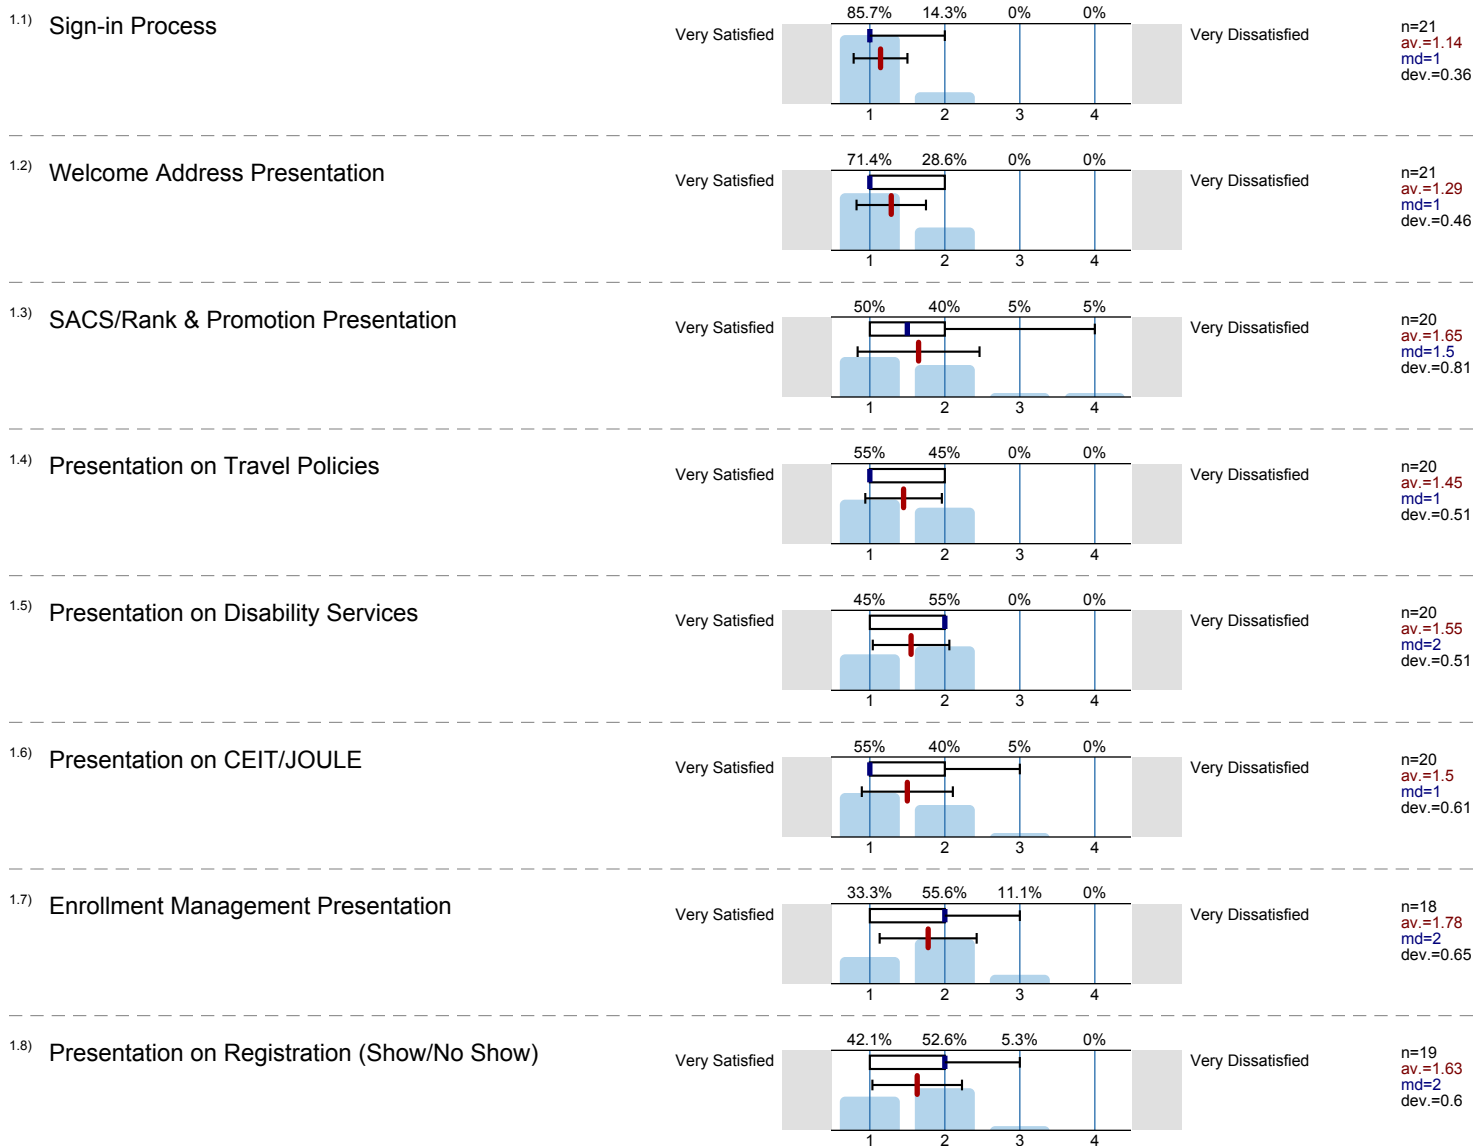 1.1) Sign-in Process
85.7% 14.3% 0% 0%
Very Satisfied Very Dissatisfied
n=21
av.=1.14
md=1
dev.=0.36
1 2 3 4
1.2) Welcome Address Presentation
71.4% 28.6% 0% 0%
Very Satisfied Very Dissatisfied
n=21
av.=1.29
md=1
dev.=0.46
1 2 3 4
1.3) SACS/Rank & Promotion Presentation
50% 40% 5% 5%
Very Satisfied Very Dissatisfied
n=20
av.=1.65
md=1.5
dev.=0.81
1 2 3 4
1.4) Presentation on Travel Policies
55% 45% 0% 0%
Very Satisfied Very Dissatisfied
n=20
av.=1.45
md=1
dev.=0.51
1 2 3 4
1.5) Presentation on Disability Services
45% 55% 0% 0%
Very Satisfied Very Dissatisfied
n=20
av.=1.55
md=2
dev.=0.51
1 2 3 4
1.6) Presentation on CEIT/JOULE
55% 40% 5% 0%
Very Satisfied Very Dissatisfied
n=20
av.=1.5
md=1
dev.=0.61
1 2 3 4
1.7) Enrollment Management Presentation
33.3% 55.6% 11.1% 0%
Very Satisfied Very Dissatisfied
n=18
av.=1.78
md=2
dev.=0.65
1 2 3 4
1.8) Presentation on Registration (Show/No Show)
42.1% 52.6% 5.3% 0%
Very Satisfied Very Dissatisfied
n=19
av.=1.63
md=2
dev.=0.6
1 2 3 4